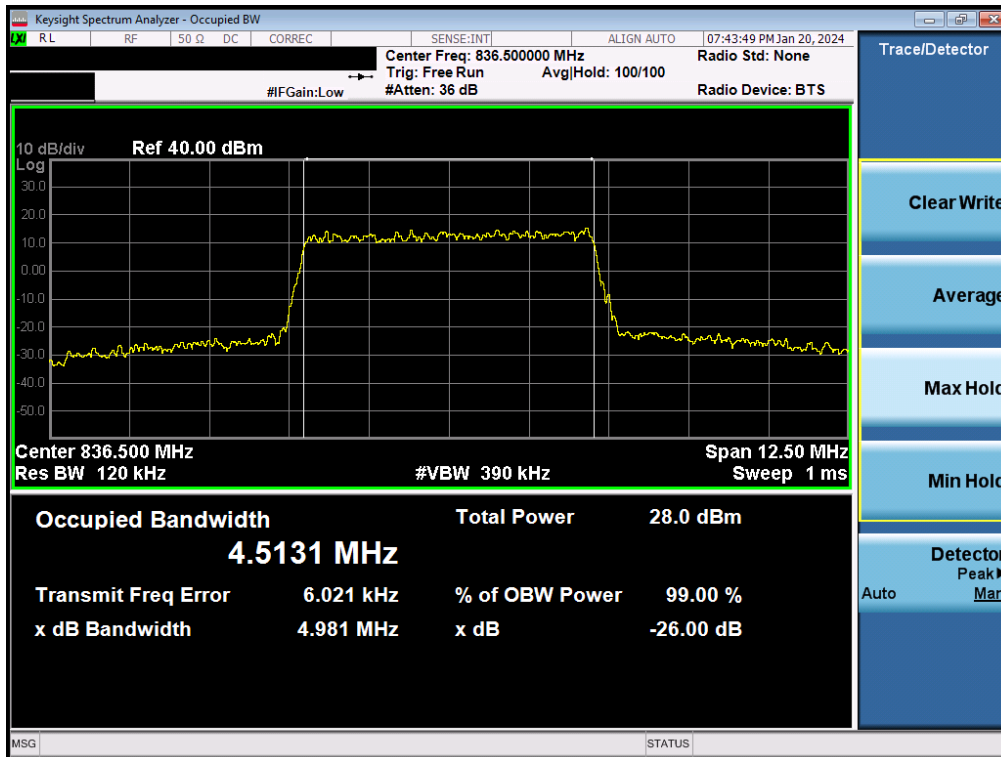 Keysight Spectrum Analyzer - Occupied BW
LXI RL RF 50 Ω DC CORREC SENSE:INT ALIGN AUTO 07:43:49 PM Jan 20, 2024
Center Freq: 836.500000 MHz Radio Std: None
Trig: Free Run Avg|Hold: 100/100
#IFGain:Low #Atten: 36 dB Radio Device: BTS
10 dB/div Ref 40.00 dBm
Log
30.0
20.0
10.0
0.00
-10.0
-20.0
-30.0
-40.0
-50.0
Center 836.500 MHz Span 12.50 MHz
Res BW 120 kHz #VBW 390 kHz Sweep 1 ms
Occupied Bandwidth Total Power 28.0 dBm
4.5131 MHz
Transmit Freq Error 6.021 kHz % of OBW Power 99.00 %
x dB Bandwidth 4.981 MHz x dB -26.00 dB
MSG STATUS
Trace/Detector
Clear Write
Average
Max Hold
Min Hold
Detector
Peak
Auto Man